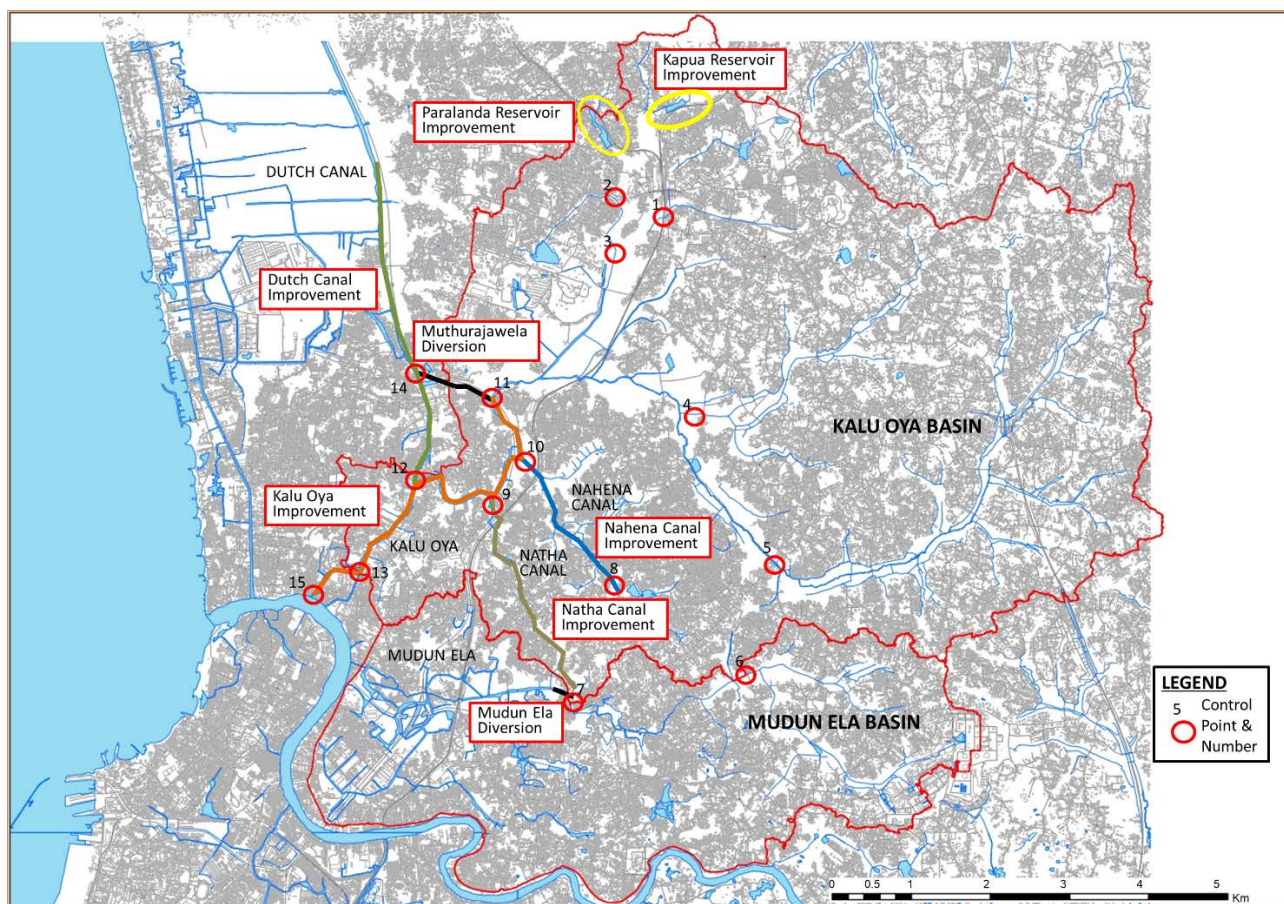 Kapua Reservoir
Improvement
Paralanda Reservoir
Improvement
DUTCH CANAL
2
1
3
Dutch Canal
Improvement
Muthurajawela
Diversion
14
11
4
KALU OYA BASIN
10
12
9
NAHENA
CANAL
Kalu Oya
Improvement
Nahena Canal
Improvement
KALU OYA
NATHA
CANAL
5
13
8
15
Natha Canal
Improvement
MUDUN ELA
6
7
Mudun Ela
Diversion
MUDUN ELA BASIN
LEGEND
5 Control
Point &
Number
0 0.5 1 2 3 4 5
Km